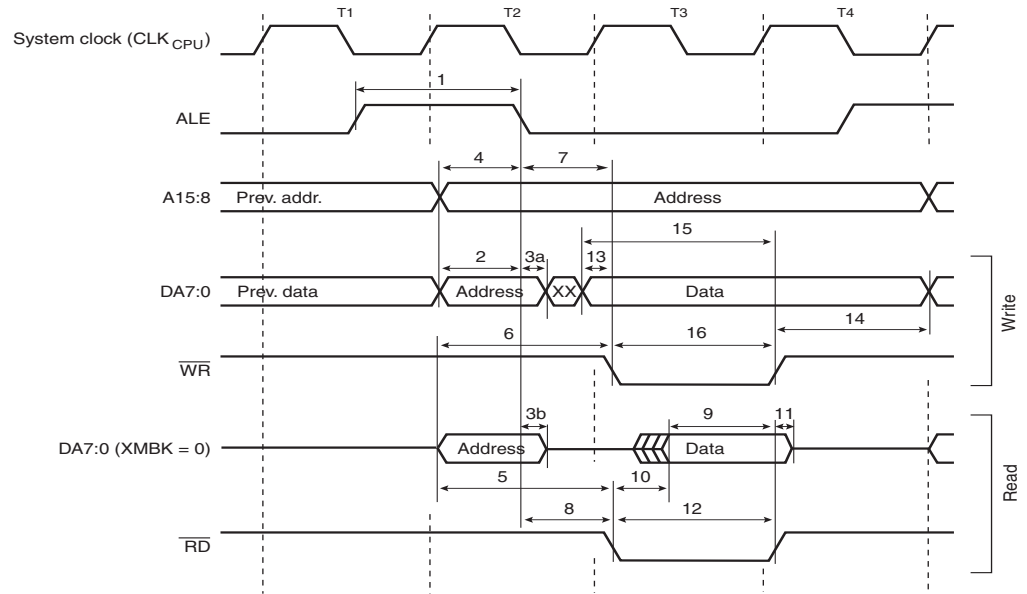 T1 T2 T3 T4
System clock (CLK CPU)
1
ALE
4 7
A15:8 Prev. addr. Address
15
2 3a 13
DA7:0 Prev. data Address XX Data
14
6 16
WR
Write
3b 9 11
DA7:0 (XMBK = 0) Address Data
5 10
8 12
RD
Read